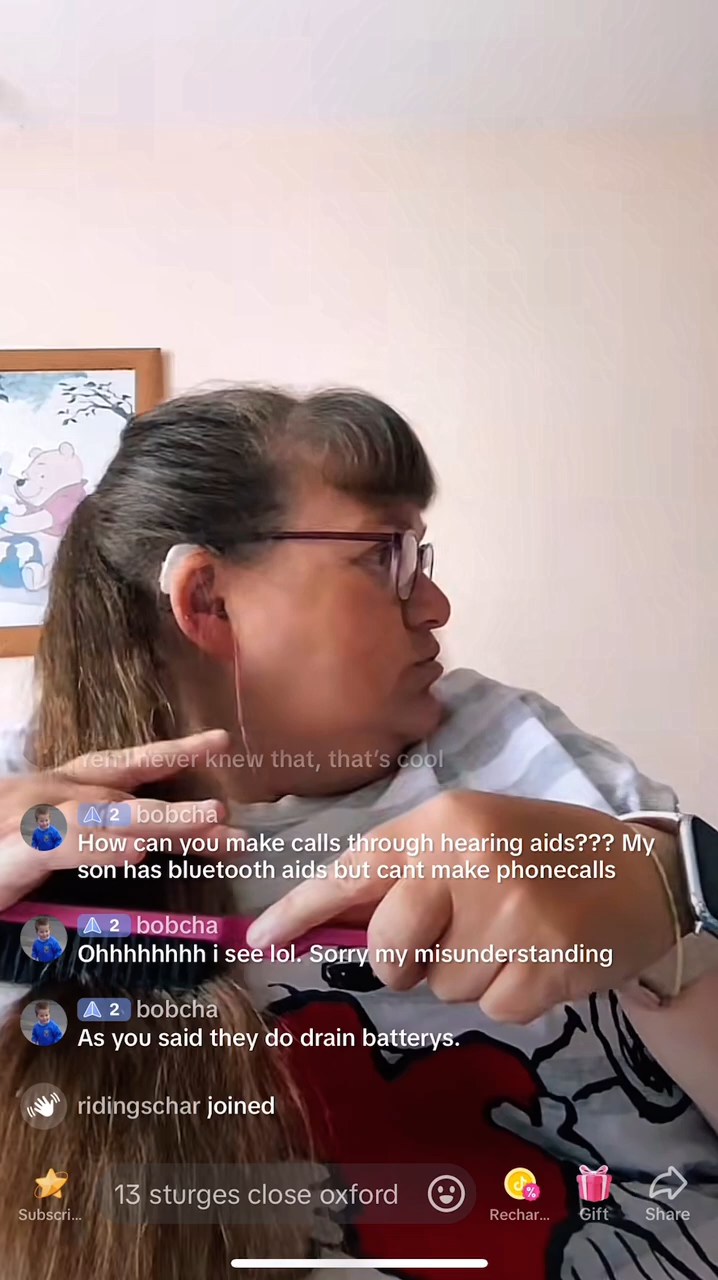 Yeh I never knew that, that's cool
2 bobcha
How can you make calls through hearing aids??? My
son has bluetooth aids but cant make phonecalls
2 bobcha
Ohhhhhhhh i see lol. Sorry my misunderstanding
2 bobcha
As you said they do drain batterys.
ridingschar joined
13 sturges close oxford
Subscri... Rechar... Gift Share